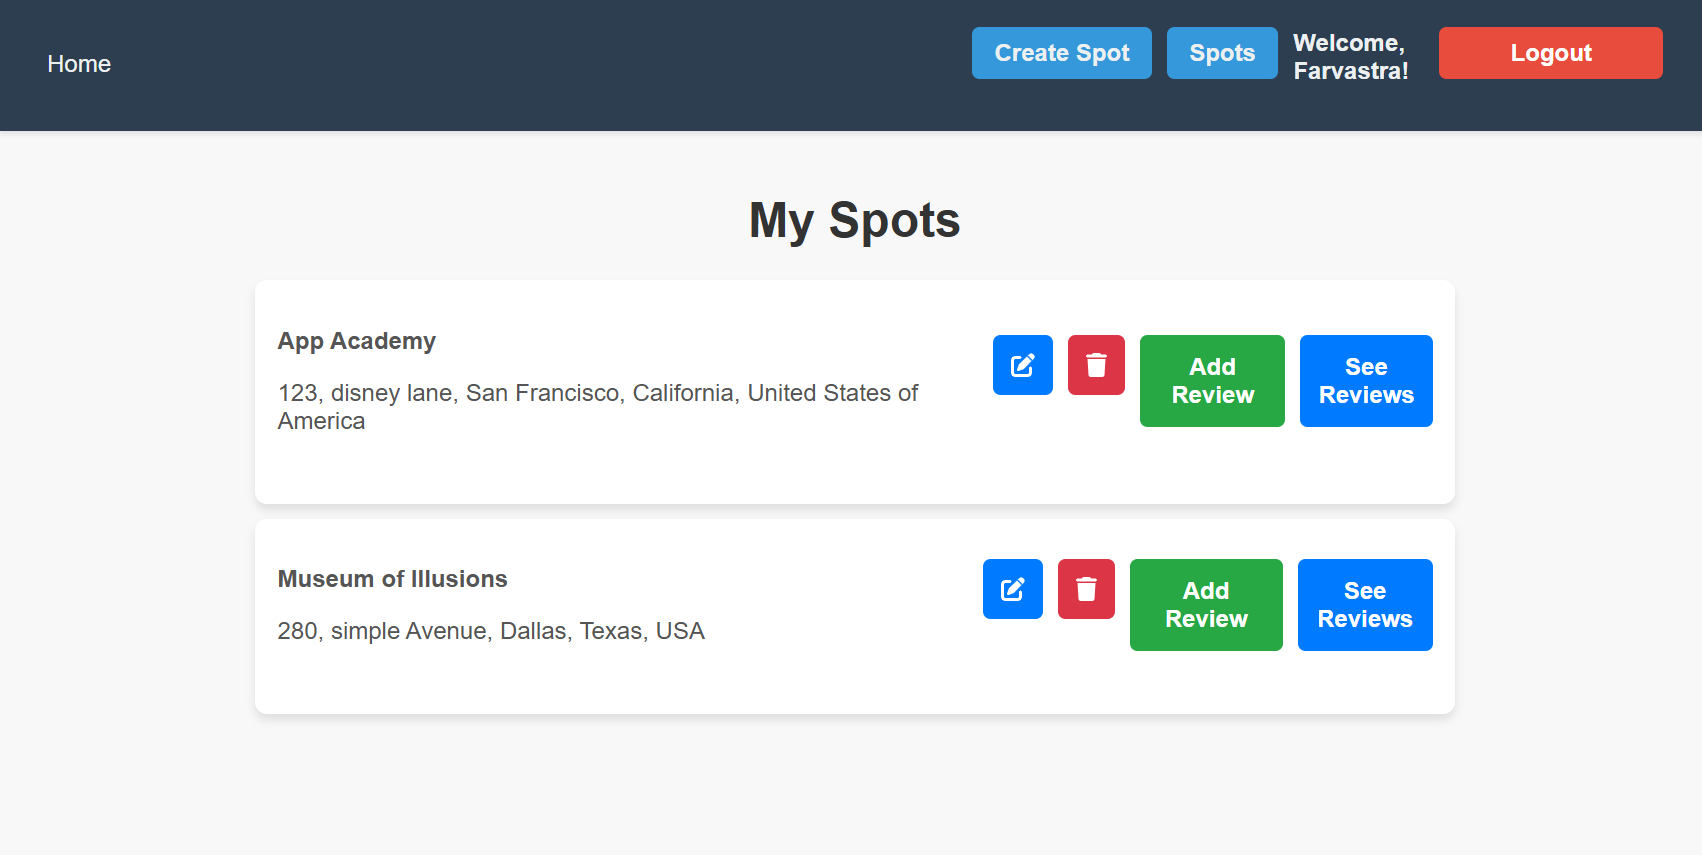 Home
Create Spot
Spots
Welcome,
Farvastra!
Logout
My Spots
App Academy
123, disney lane, San Francisco, California, United States of
America
Add
Review
See
Reviews
Museum of Illusions
280, simple Avenue, Dallas, Texas, USA
Add
Review
See
Reviews